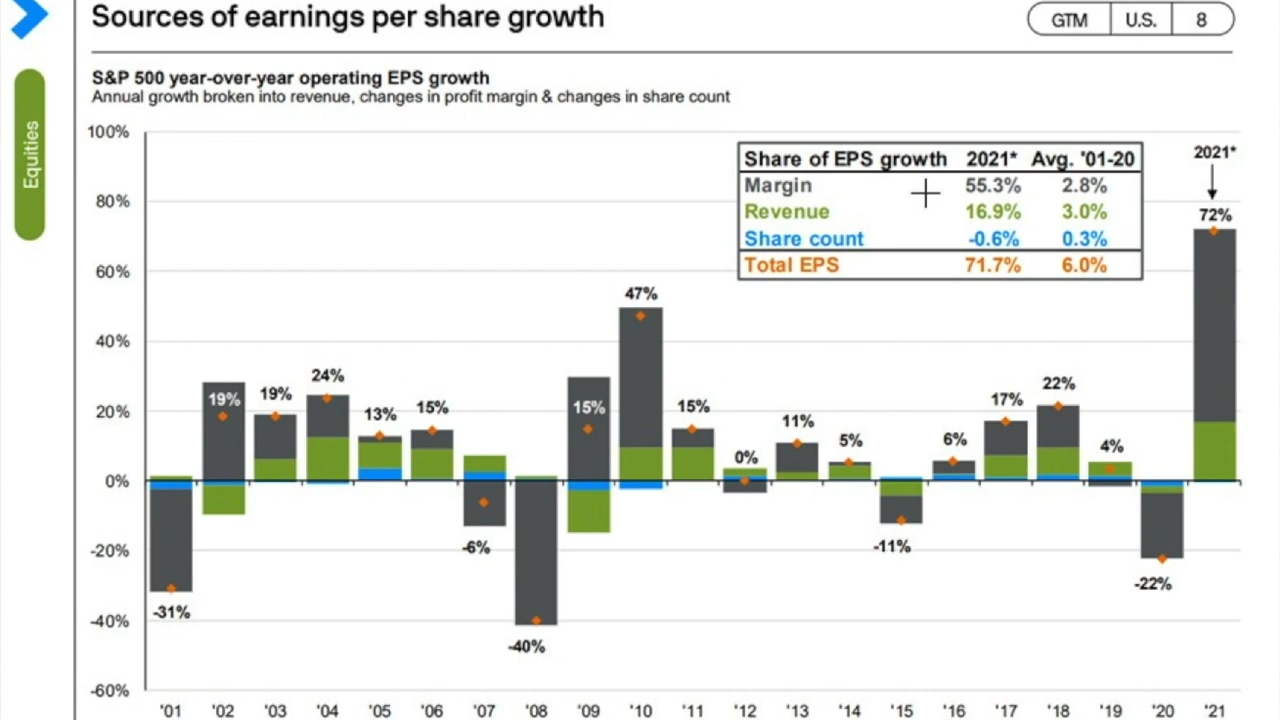 Sources of earnings per share growth
GTM U.S. 8
Equities
S&P 500 year-over-year operating EPS growth
Annual growth broken into revenue, changes in profit margin & changes in share count
100%
80%
60%
40%
20%
0%
-20%
-40%
-60%
Share of EPS growth 2021* Avg. '01-20
Margin 55.3% 2.8%
Revenue 16.9% 3.0%
Share count -0.6% 0.3%
Total EPS 71.7% 6.0%
2021*
-31%
19%
19%
24%
13%
15%
-6%
-40%
15%
47%
15%
0%
11%
5%
-11%
6%
17%
22%
4%
-22%
72%
'01 '02 '03 '04 '05 '06 '07 '08 '09 '10 '11 '12 '13 '14 '15 '16 '17 '18 '19 '20 '21